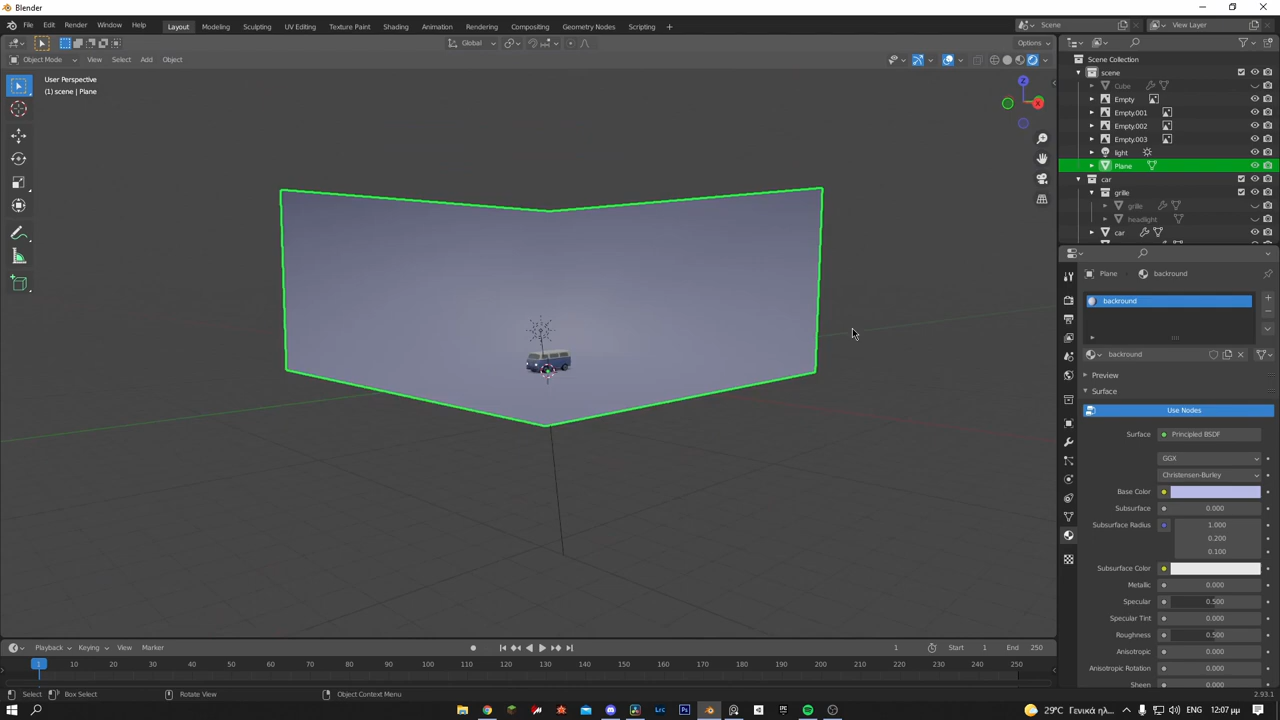 Blender
File Edit Render Window Help Layout Modeling Sculpting UV Editing Texture Paint Shading Animation Rendering Compositing Geometry Nodes Scripting + Scene View Layer
Global Options
Object Mode View Select Add Object
User Perspective
(1) scene | Plane
Z
X
Scene Collection
scene
Cube
Empty
Empty.001
Empty.002
Empty.003
light
Plane
car
grille
grille
headlight
car
Plane backround
backround
backround
Preview
Surface
Use Nodes
Surface Principled BSDF
GGX
Christensen-Burley
Base Color
Subsurface 0.000
Subsurface Radius 1.000
0.200
0.100
Subsurface Color
Metallic 0.000
Specular 0.500
Specular Tint 0.000
Roughness 0.500
Anisotropic 0.000
Anisotropic Rotation 0.000
Sheen 0.000
Playback Keying View Marker 1 Start 1 End 250
1 10 20 30 40 50 60 70 80 90 100 110 120 130 140 150 160 170 180 190 200 210 220 230 240 250
Select Box Select Rotate View Object Context Menu 2.93.1
29°C Γενικά ηλ... 12:07 μμ